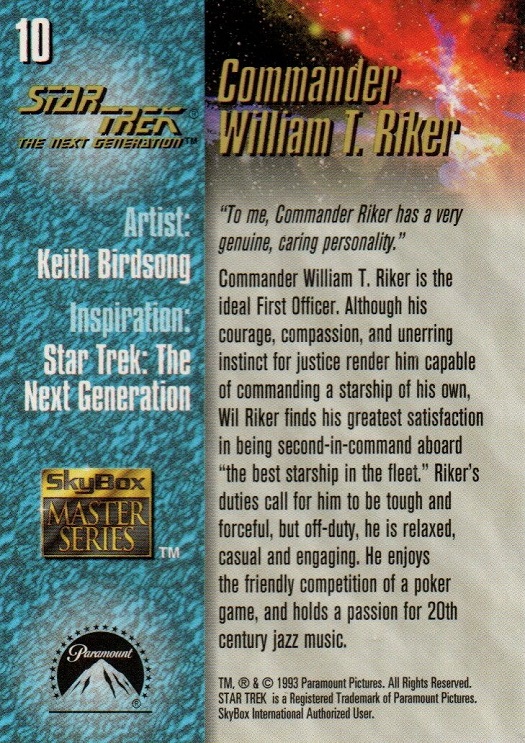 10
STAR TREK®
THE NEXT GENERATION™
Artist:
Keith Birdsong
Inspiration:
Star Trek: The
Next Generation
SkyBox
MASTER
SERIES
TM
Paramount
®
Commander
William T. Riker
“To me, Commander Riker has a very
genuine, caring personality.”
Commander William T. Riker is the
ideal First Officer. Although his
courage, compassion, and unerring
instinct for justice render him capable
of commanding a starship of his own,
Wil Riker finds his greatest satisfaction
in being second-in-command aboard
“the best starship in the fleet.” Riker’s
duties call for him to be tough and
forceful, but off-duty, he is relaxed,
casual and engaging. He enjoys
the friendly competition of a poker
game, and holds a passion for 20th
century jazz music.
TM, ® & © 1993 Paramount Pictures. All Rights Reserved.
STAR TREK is a Registered Trademark of Paramount Pictures.
SkyBox International Authorized User.